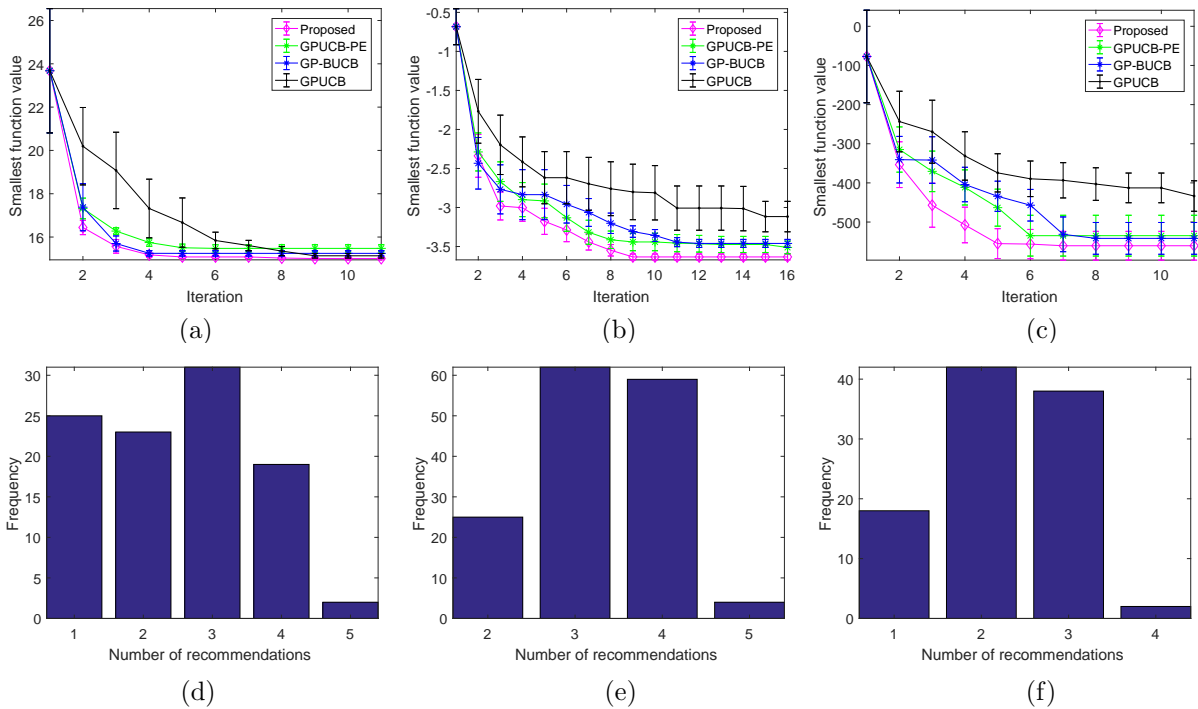 26
24
22
20
18
16
Smallest function value
2
4
6
8
10
Iteration
Proposed
GPUCB-PE
GP-BUCB
GPUCB
(a)
-0.5
-1
-1.5
-2
-2.5
-3
-3.5
Smallest function value
2
4
6
8
10
12
14
16
Iteration
Proposed
GPUCB-PE
GP-BUCB
GPUCB
(b)
0
-100
-200
-300
-400
-500
Smallest function value
2
4
6
8
10
Iteration
Proposed
GPUCB-PE
GP-BUCB
GPUCB
(c)
30
25
20
15
10
5
0
Frequency
1
2
3
4
5
Number of recommendations
(d)
60
50
40
30
20
10
0
Frequency
2
3
4
5
Number of recommendations
(e)
40
30
20
10
0
Frequency
1
2
3
4
Number of recommendations
(f)